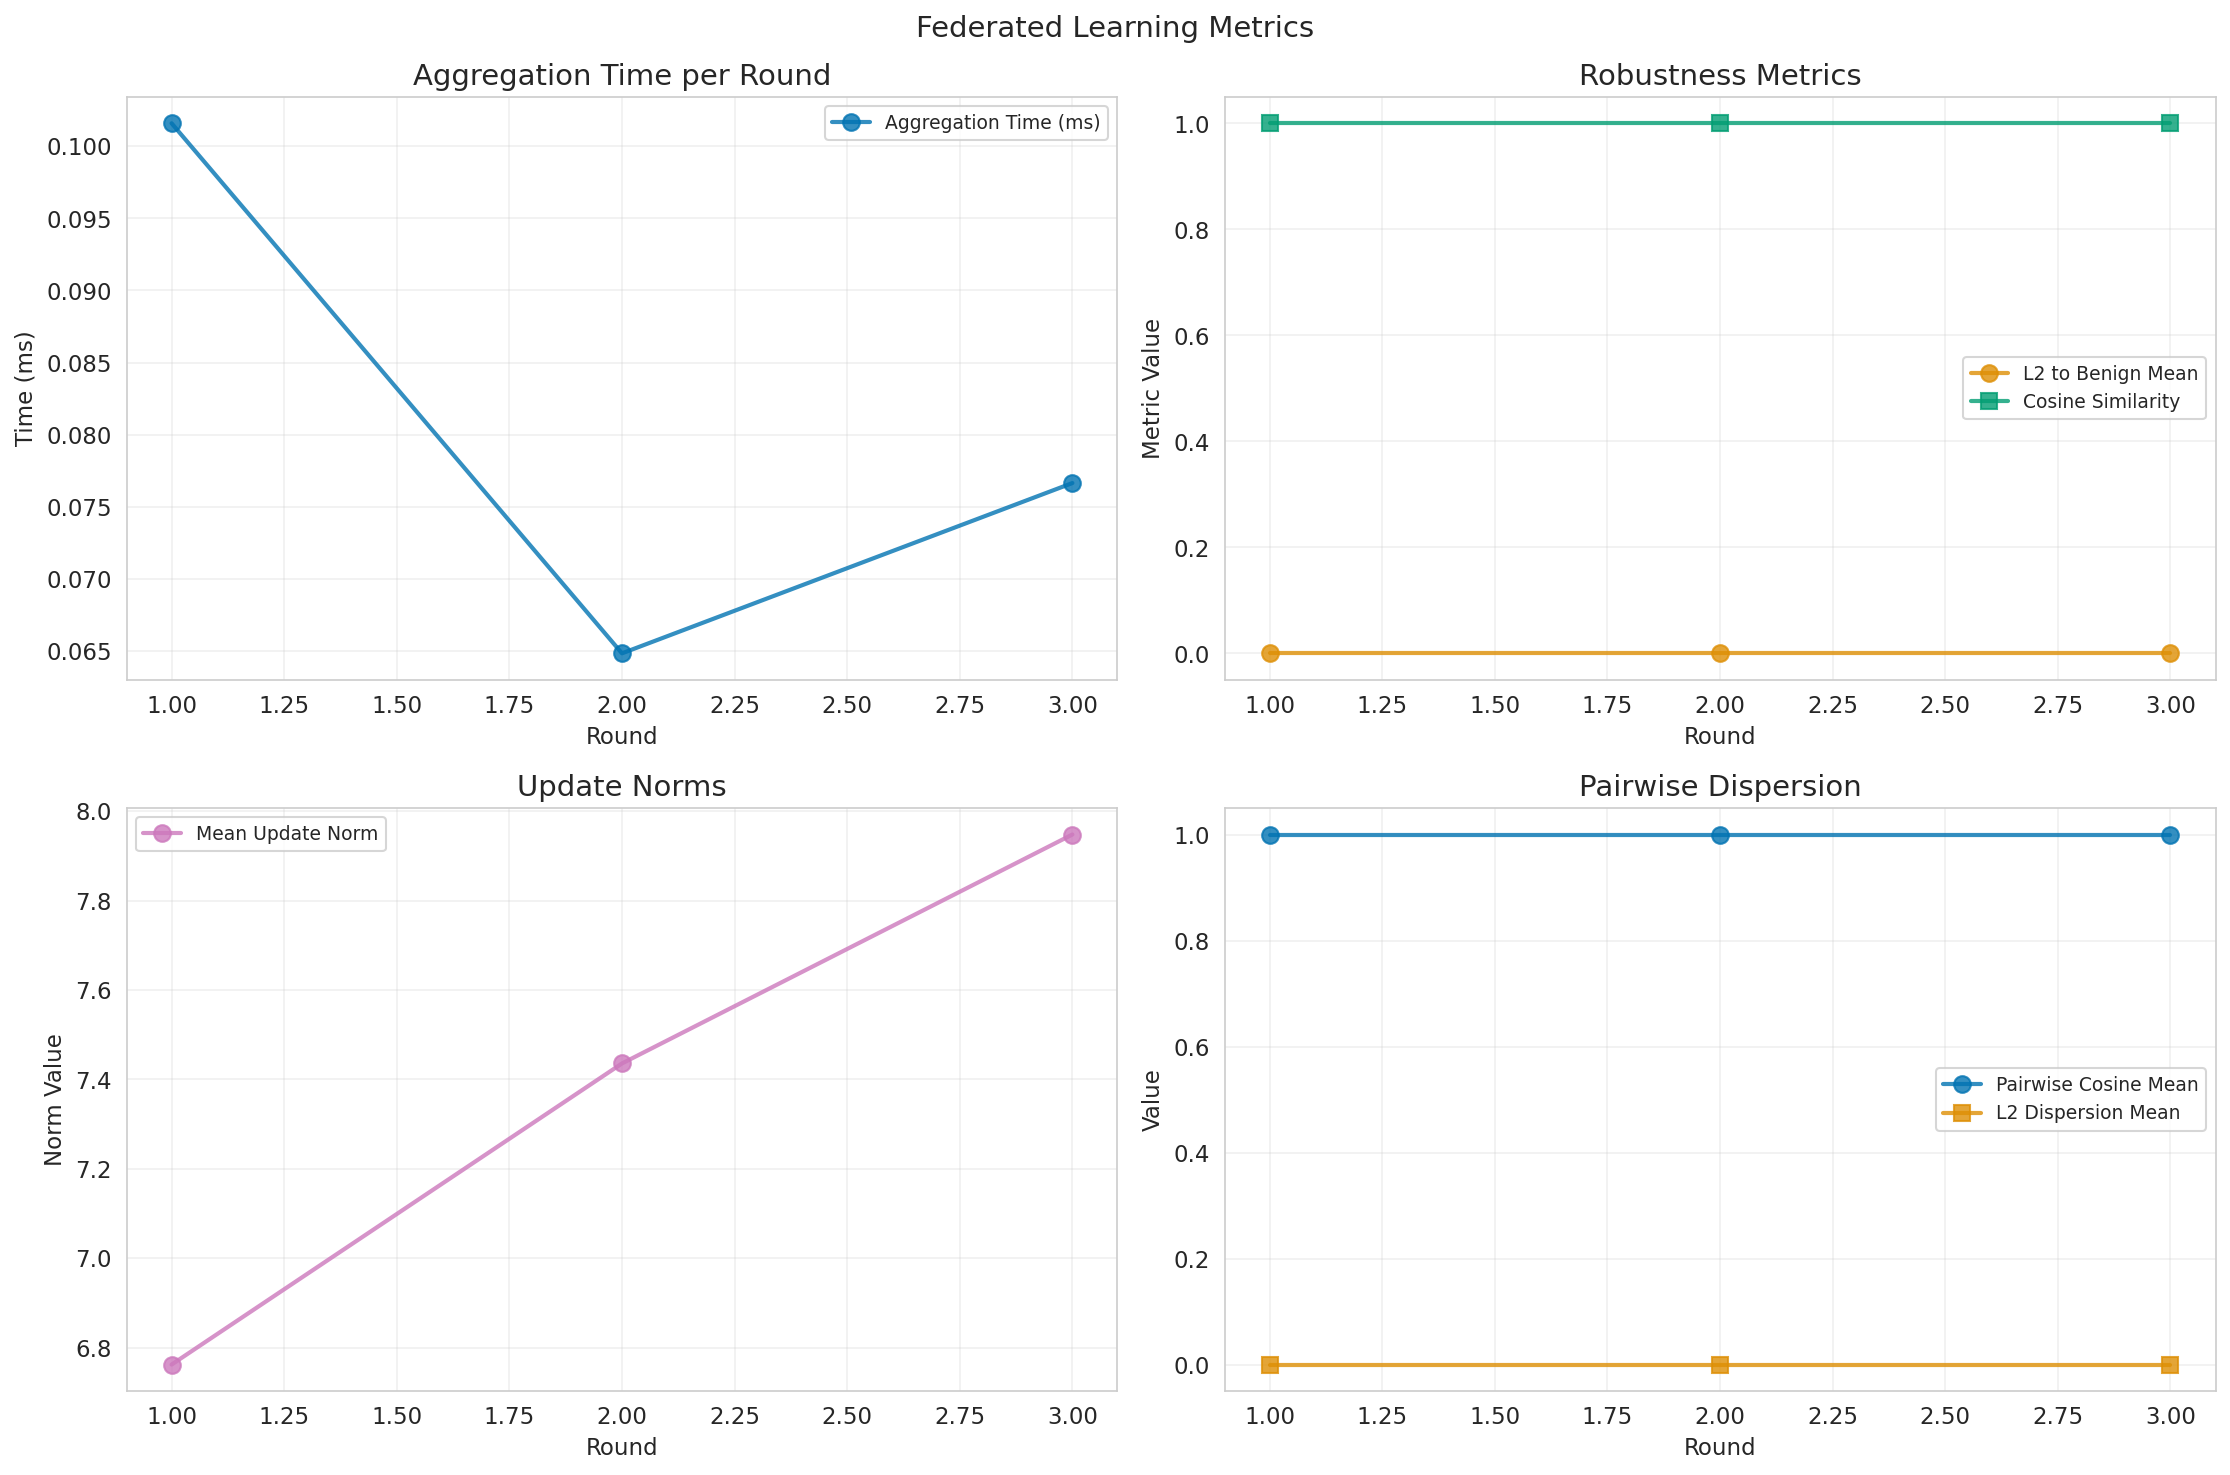 Federated Learning Metrics
Aggregation Time per Round
Aggregation Time (ms)
Time (ms)
0.100
0.095
0.090
0.085
0.080
0.075
0.070
0.065
1.00 1.25 1.50 1.75 2.00 2.25 2.50 2.75 3.00
Round
Robustness Metrics
Metric Value
1.0
0.8
0.6
0.4
0.2
0.0
L2 to Benign Mean
Cosine Similarity
1.00 1.25 1.50 1.75 2.00 2.25 2.50 2.75 3.00
Round
Update Norms
Mean Update Norm
Norm Value
8.0
7.8
7.6
7.4
7.2
7.0
6.8
1.00 1.25 1.50 1.75 2.00 2.25 2.50 2.75 3.00
Round
Pairwise Dispersion
Value
1.0
0.8
0.6
0.4
0.2
0.0
Pairwise Cosine Mean
L2 Dispersion Mean
1.00 1.25 1.50 1.75 2.00 2.25 2.50 2.75 3.00
Round